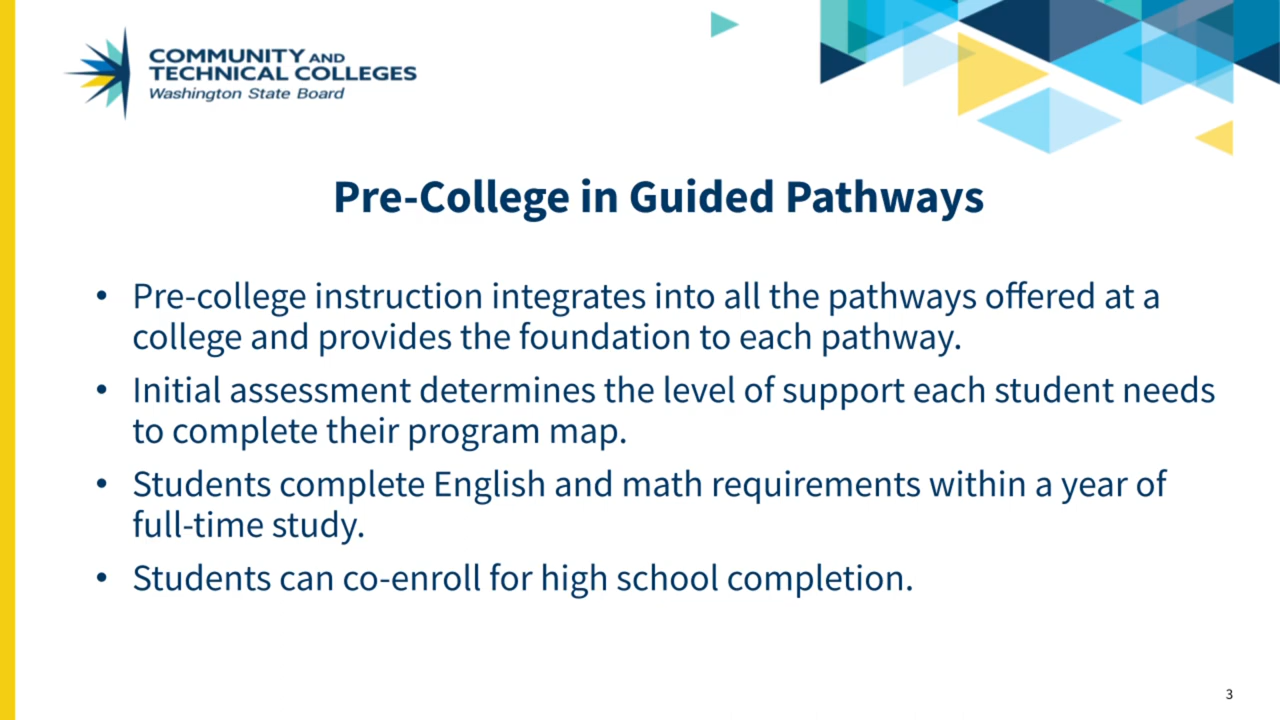 COMMUNITY AND
TECHNICAL COLLEGES
Washington State Board
Pre-College in Guided Pathways
• Pre-college instruction integrates into all the pathways offered at a
college and provides the foundation to each pathway.
• Initial assessment determines the level of support each student needs
to complete their program map.
• Students complete English and math requirements within a year of
full-time study.
• Students can co-enroll for high school completion.
3